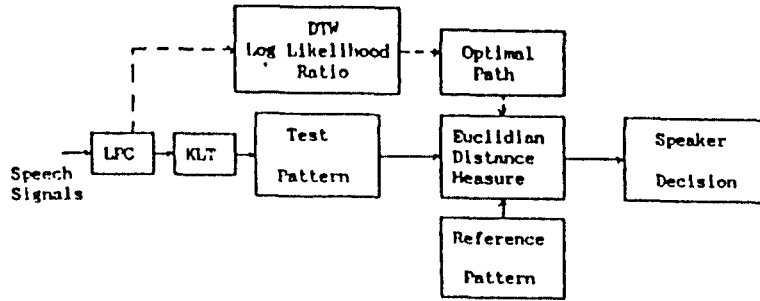 DTW
Log Likelihood
Ratio
Optimal
Path
LPC
KLT
Test
Pattern
Euclidian
Distance
Measure
Speaker
Decision
Speech
Signals
Reference
Pattern